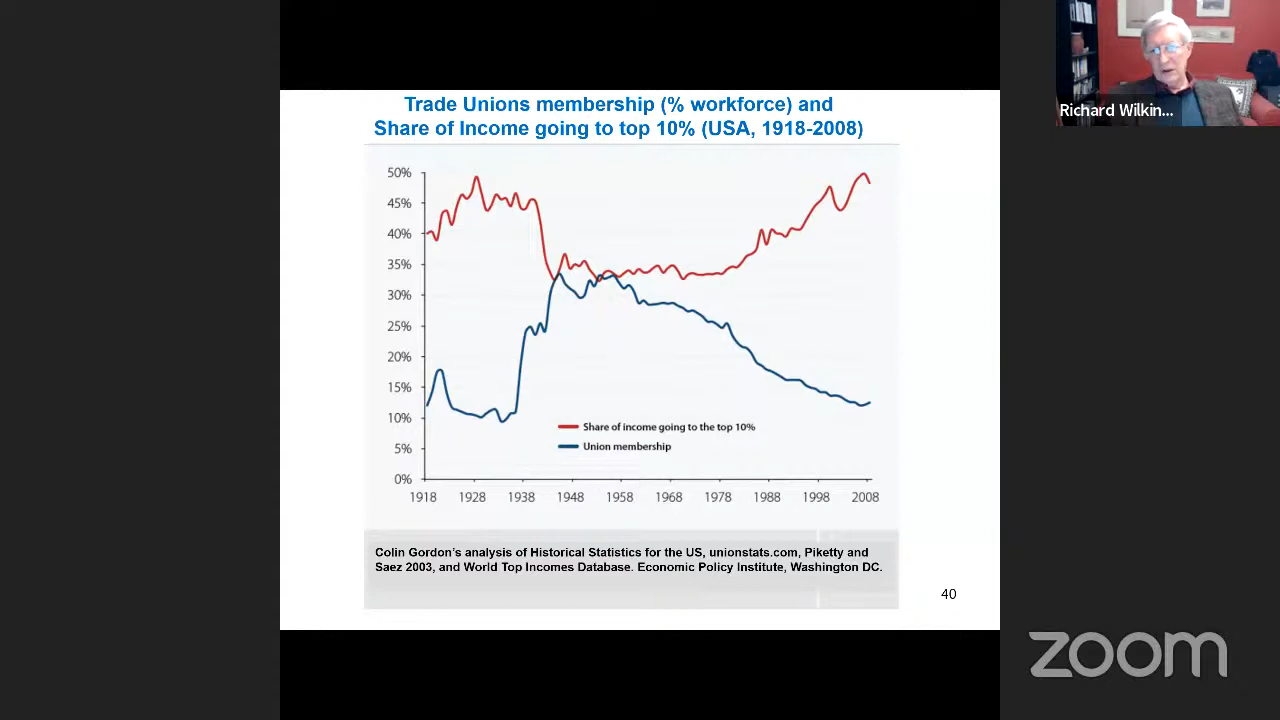 Trade Unions membership (% workforce) and
Share of Income going to top 10% (USA, 1918-2008)
Richard Wilkin...
50%
45%
40%
35%
30%
25%
20%
15%
10%
5%
0%
Share of income going to the top 10%
Union membership
1918 1928 1938 1948 1958 1968 1978 1988 1998 2008
Colin Gordon's analysis of Historical Statistics for the US, unionstats.com, Piketty and
Saez 2003, and World Top Incomes Database. Economic Policy Institute, Washington DC.
40
zoom